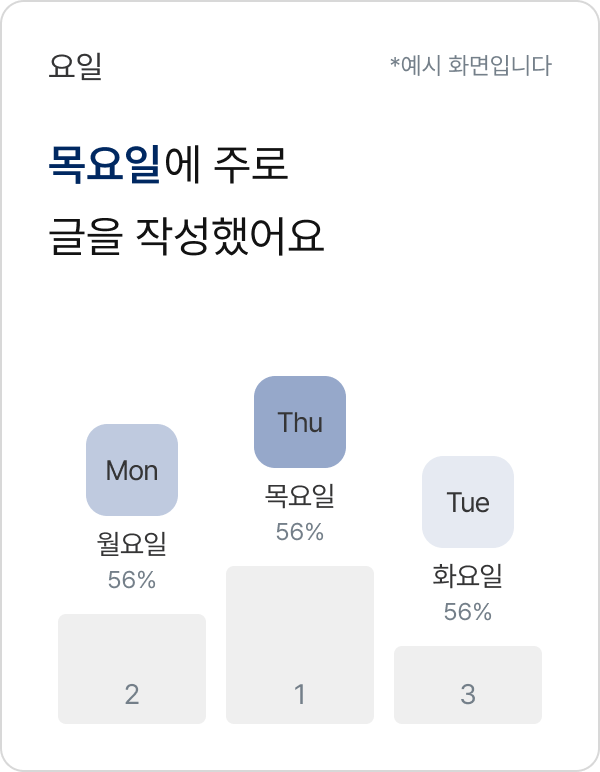 요일
*예시 화면입니다
목요일에 주로
글을 작성했어요
Mon
월요일
56%
2
Thu
목요일
56%
1
Tue
화요일
56%
3